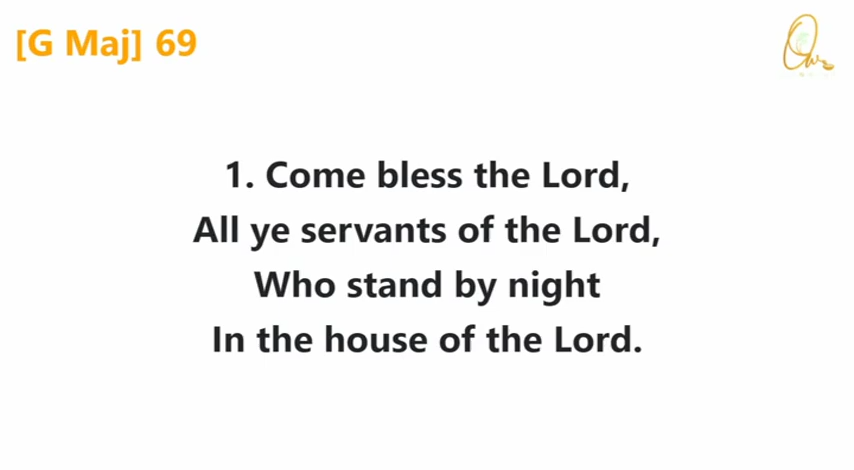 [G Maj] 69
1. Come bless the Lord,
All ye servants of the Lord,
Who stand by night
In the house of the Lord.